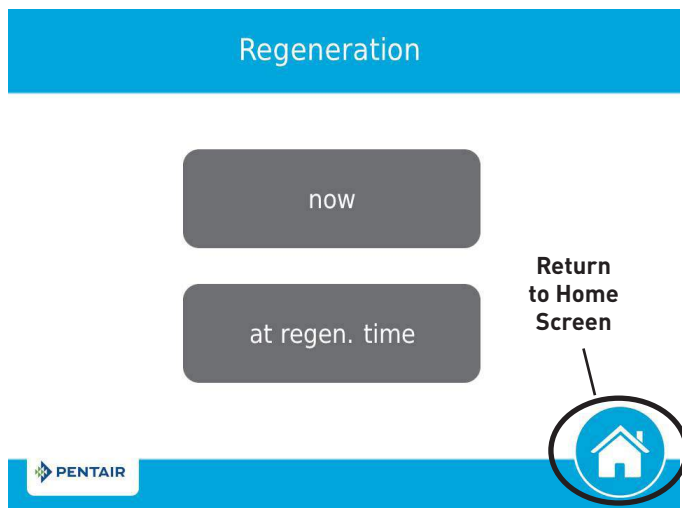 Regeneration
now
at regen. time
Return
to Home
Screen
PENTAIR